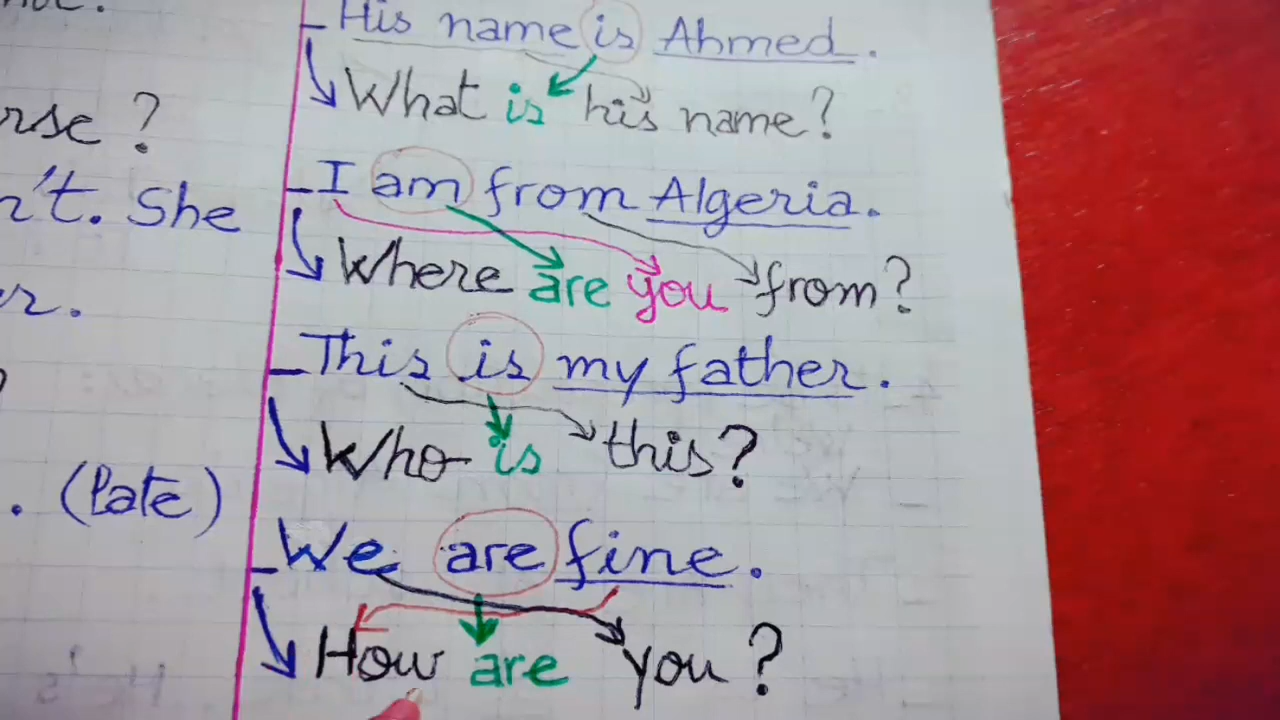 rse ?
n't. She
er.
. (late)
- His name is Ahmed.
What is his name?
- I am from Algeria.
Where are you from?
- This is my father.
Who is this?
- We are fine.
How are you?